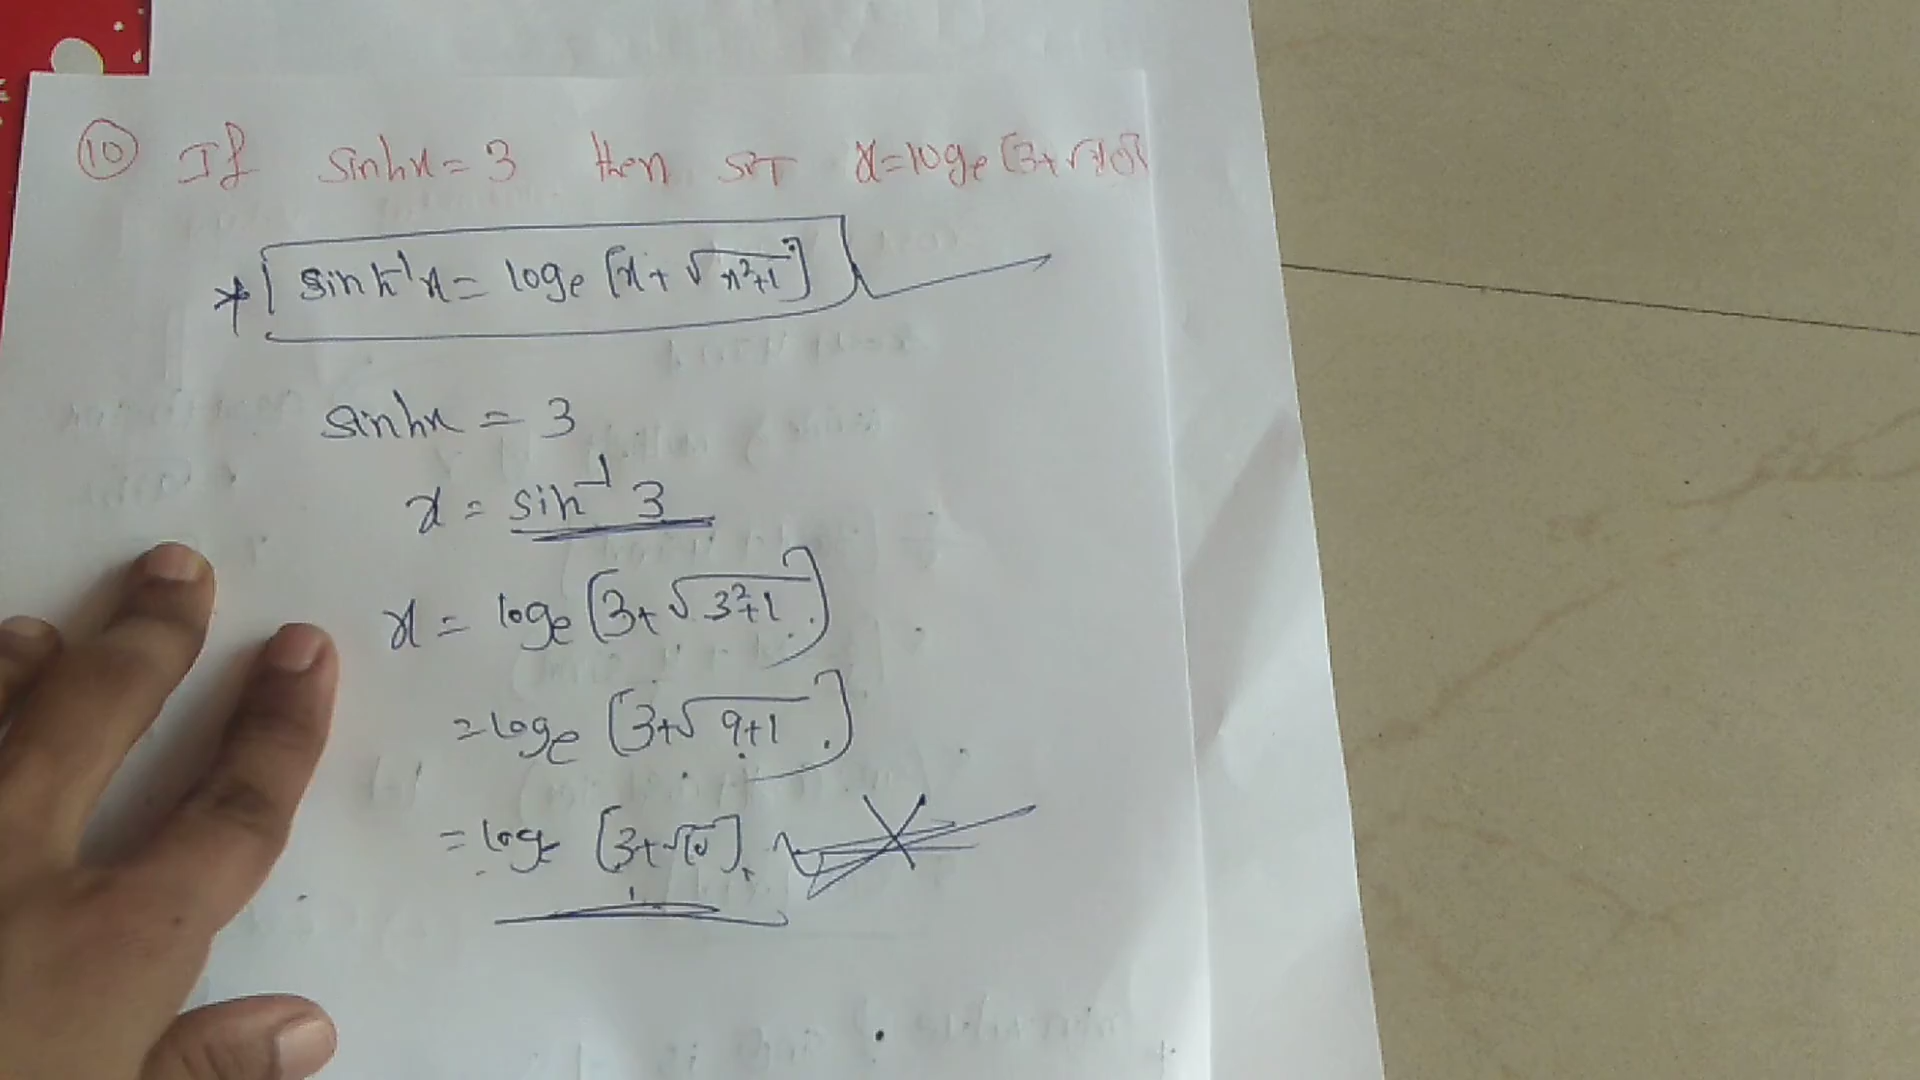 10 If sinhx = 3 then S.T x = loge [3+√10]
* sinh⁻¹x = loge [x + √x²+1]
sinhx = 3
x = sinh⁻¹ 3
x = loge [3+√3²+1]
= loge [3+√9+1]
= loge [3+√10]